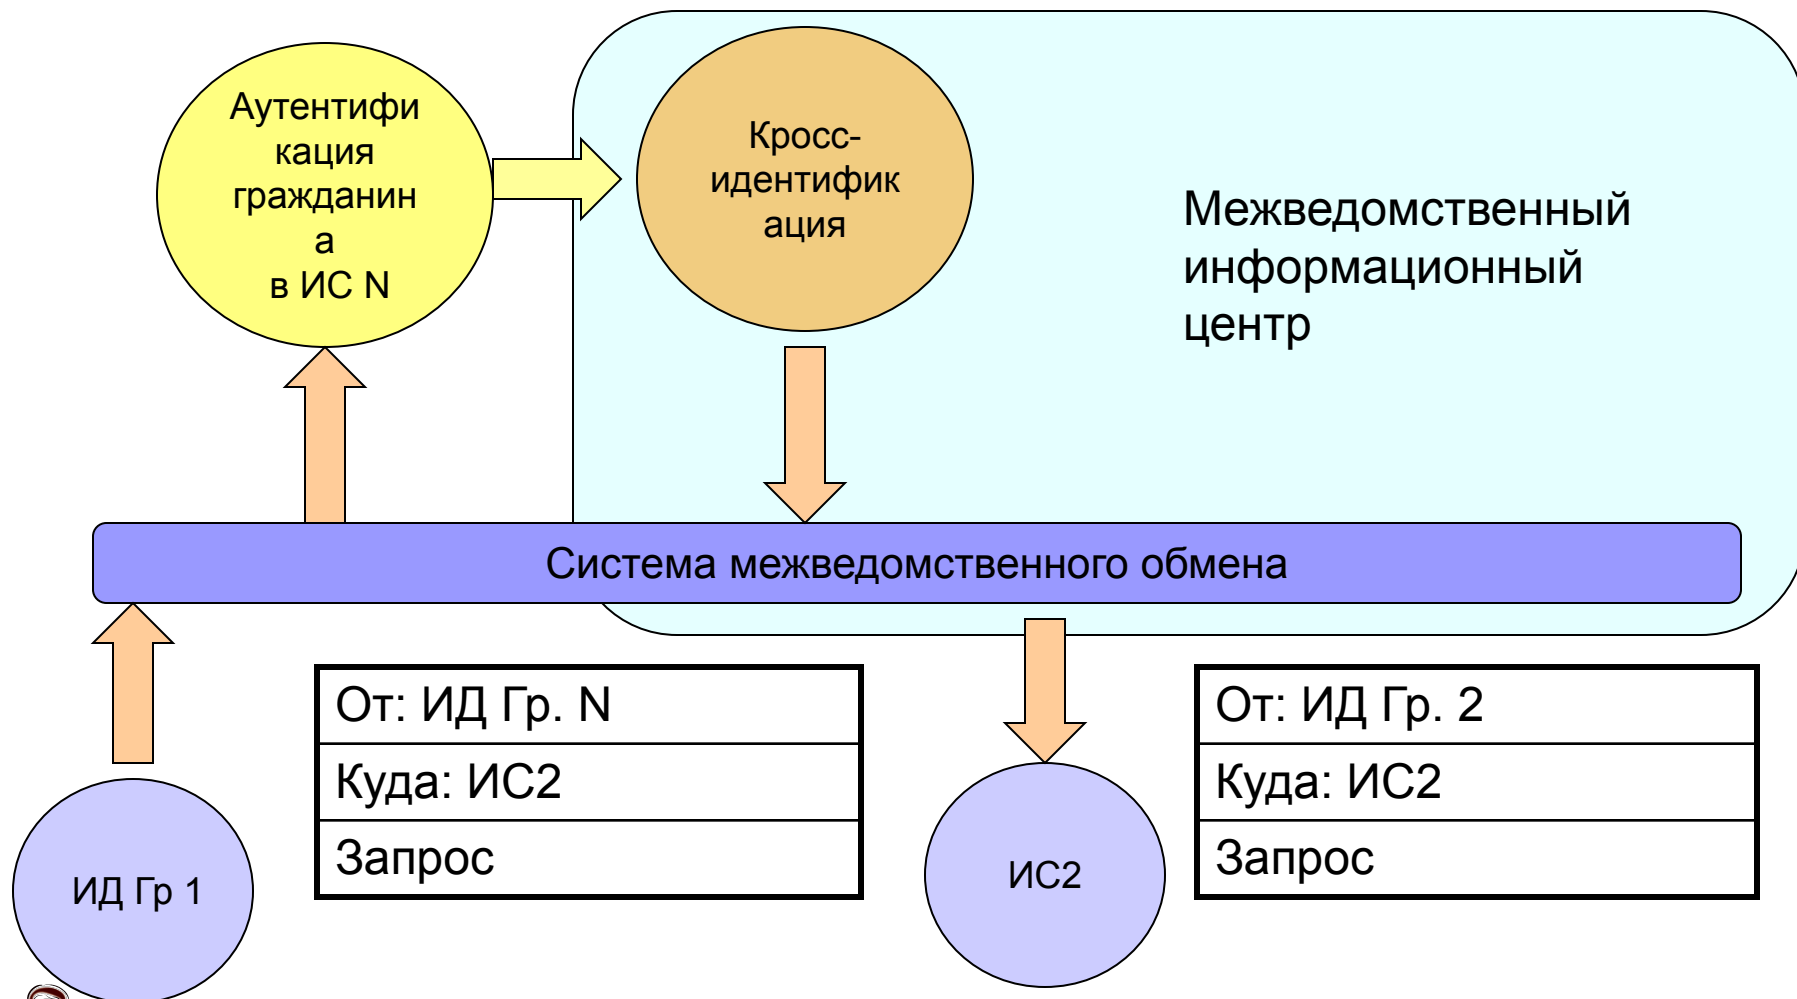 Аутентифи
кация
гражданин
а
в ИС N
Кросс-
идентифик
ация
Межведомственный
информационный
центр
Система межведомственного обмена
От: ИД Гр. N
Куда: ИС2
Запрос
От: ИД Гр. 2
Куда: ИС2
Запрос
ИД Гр 1
ИС2